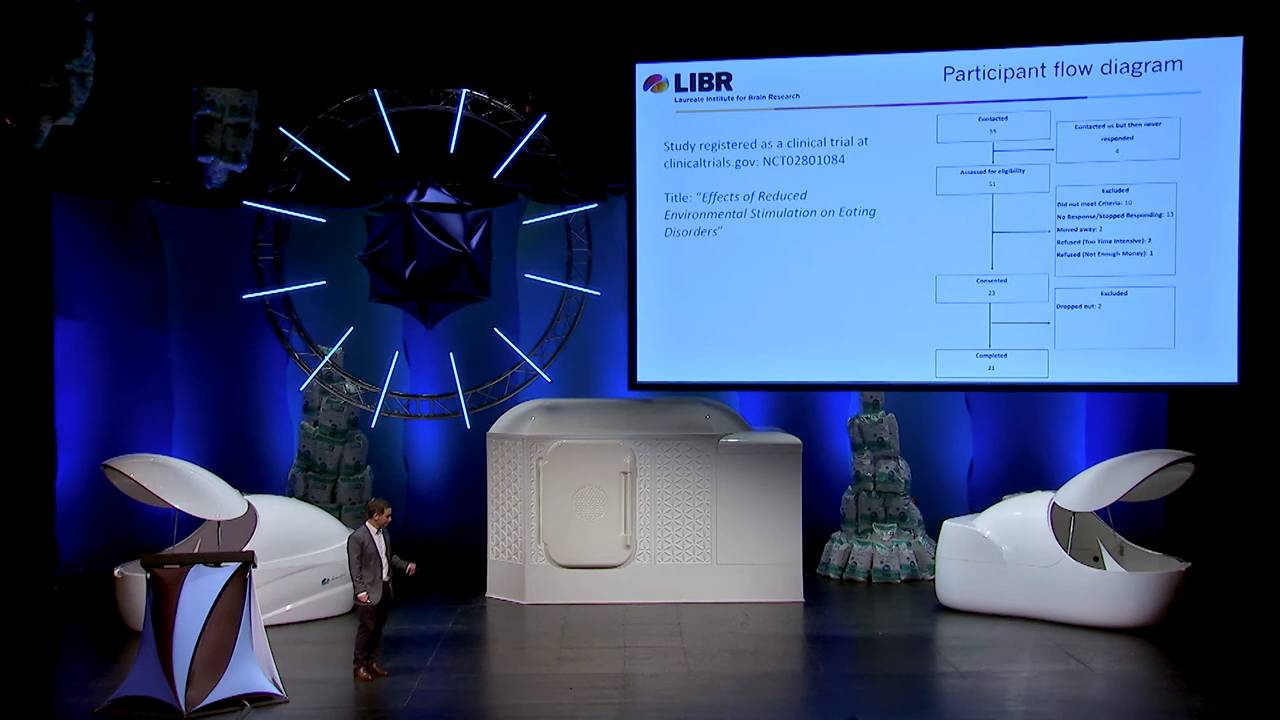 LIBR
Laureate Institute for Brain Research
Participant flow diagram
Study registered as a clinical trial at
clinicaltrials.gov: NCT02801084
Title: “Effects of Reduced
Environmental Stimulation on Eating
Disorders”
Contacted
55
Contacted us but then never
responded
4
Assessed for eligibility
51
Excluded
Did not meet Criteria: 10
No Response/Stopped Responding: 13
Moved away: 2
Refused (Too Time Intensive): 2
Refused (Not Enough Money): 1
Consented
23
Excluded
Dropped out: 2
Completed
21